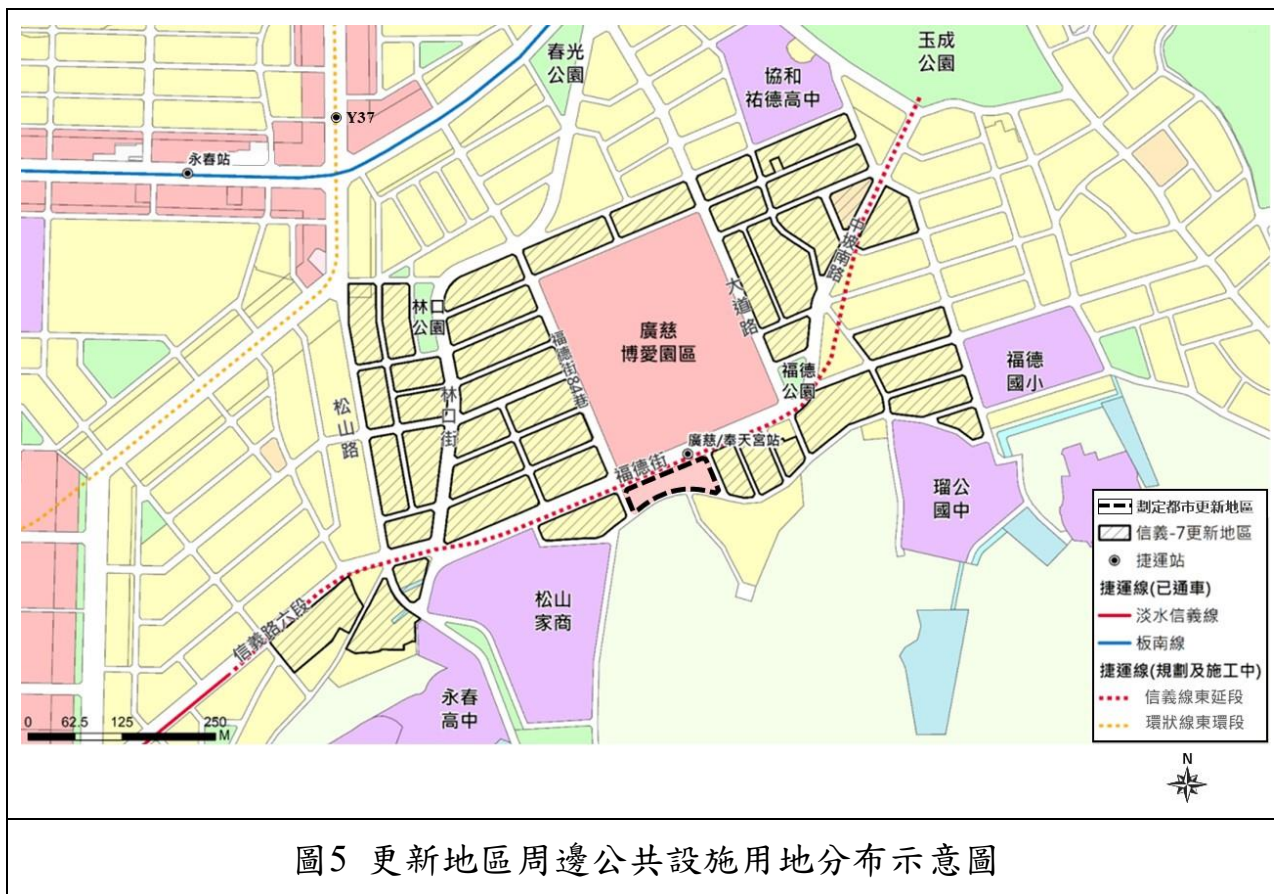 春光
公園
玉成
公園
協和
祐德高中
Y37
永春站
中坡南路
林口
公園
大道路
廣慈
博愛園區
福德街84巷
福德
公園
福德
國小
松山路
林口街
廣慈/奉天宮站
福德街
瑠公
國中
松山
家商
信義路六段
永春
高中
0 62.5 125 250
M
劃定都市更新地區
信義-7更新地區
捷運站
捷運線(已通車)
淡水信義線
板南線
捷運線(規劃及施工中)
信義線東延段
環狀線東環段
N
圖5 更新地區周邊公共設施用地分布示意圖